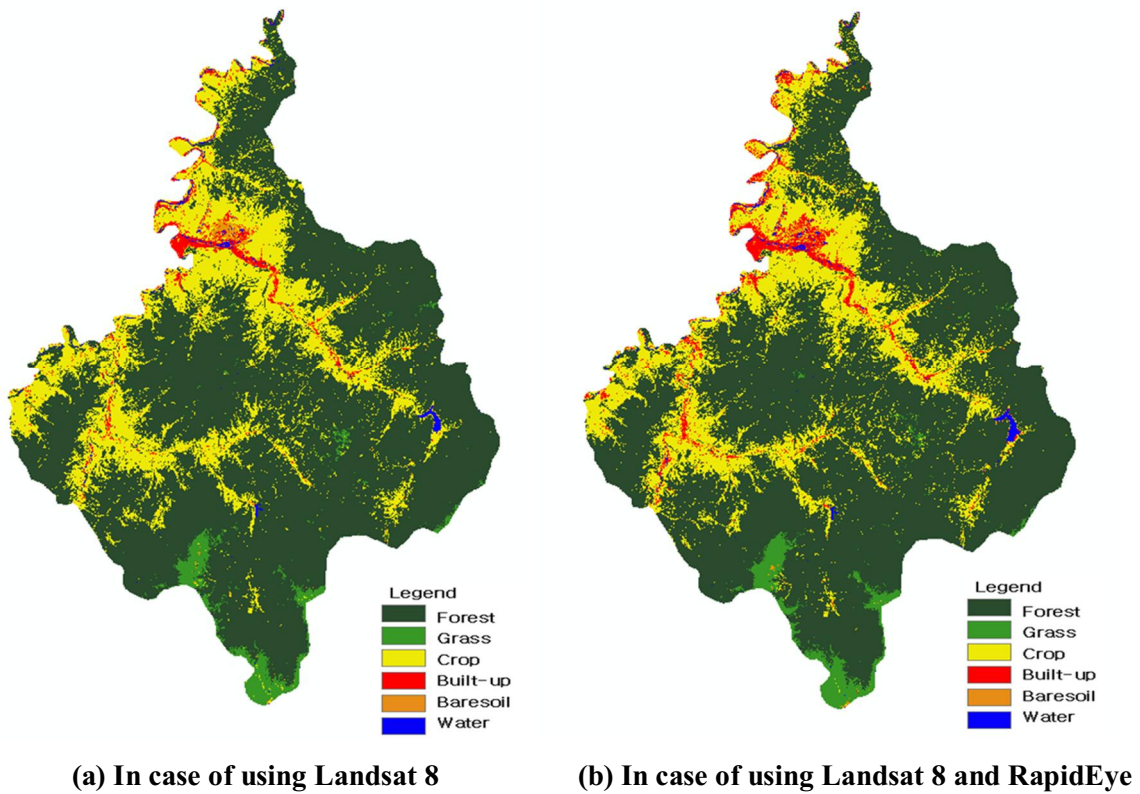 Legend
Forest
Grass
Crop
Built-up
Baresoil
Water
Legend
Forest
Grass
Crop
Built-up
Baresoil
Water
(a) In case of using Landsat 8
(b) In case of using Landsat 8 and RapidEye